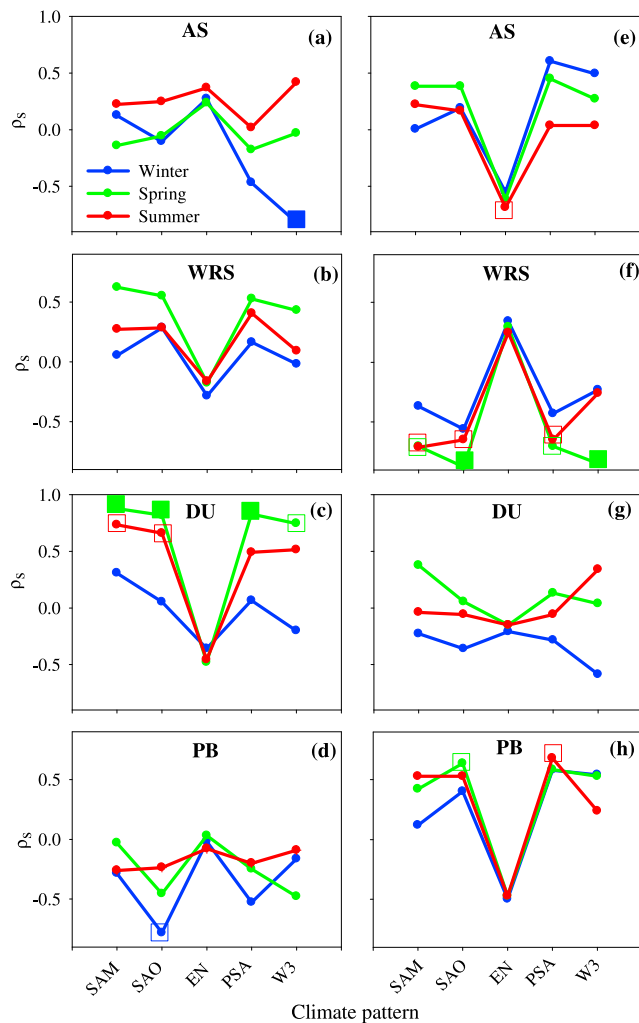 AS
(a)
1.0
0.5
0.0
-0.5
ρS
Winter
Spring
Summer
AS
(e)
WRS
(b)
0.5
0.0
-0.5
WRS
(f)
DU
(c)
1.0
0.5
0.0
-0.5
ρS
DU
(g)
PB
(d)
0.5
0.0
-0.5
ρS
PB
(h)
SAM
SAO
EN
PSA
W3
SAM
SAO
EN
PSA
W3
Climate pattern